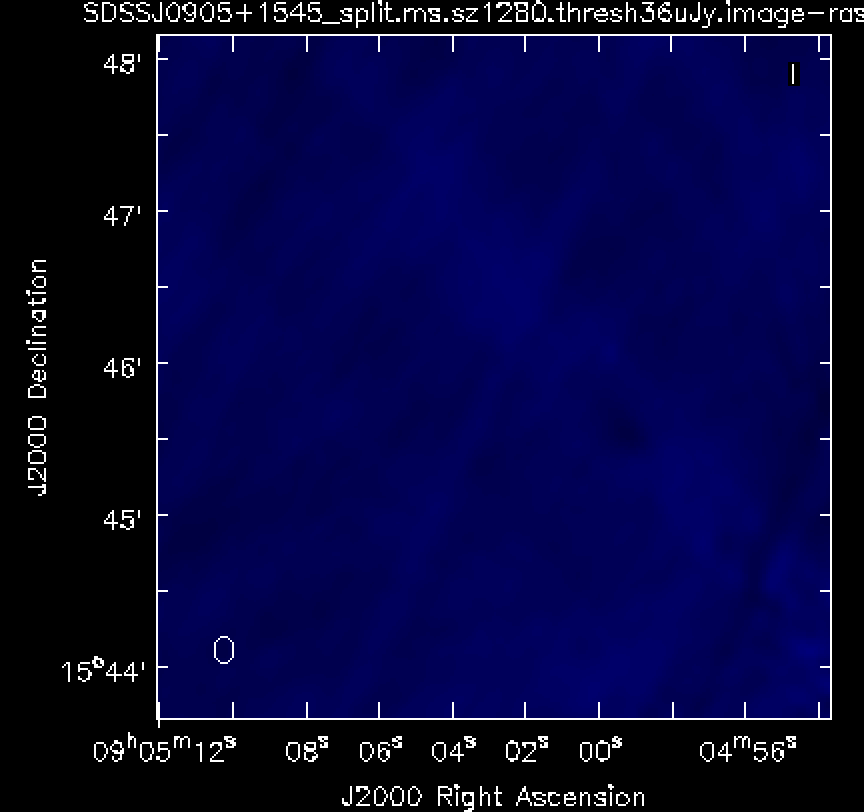 SDSSJ0905+1545_split.ms.sz1280.thresh36uJy.image-ras
I
48'
47'
46'
45'
15°44'
J2000 Declination
09h05m12s 08s 06s 04s 02s 00s 04m56s
J2000 Right Ascension